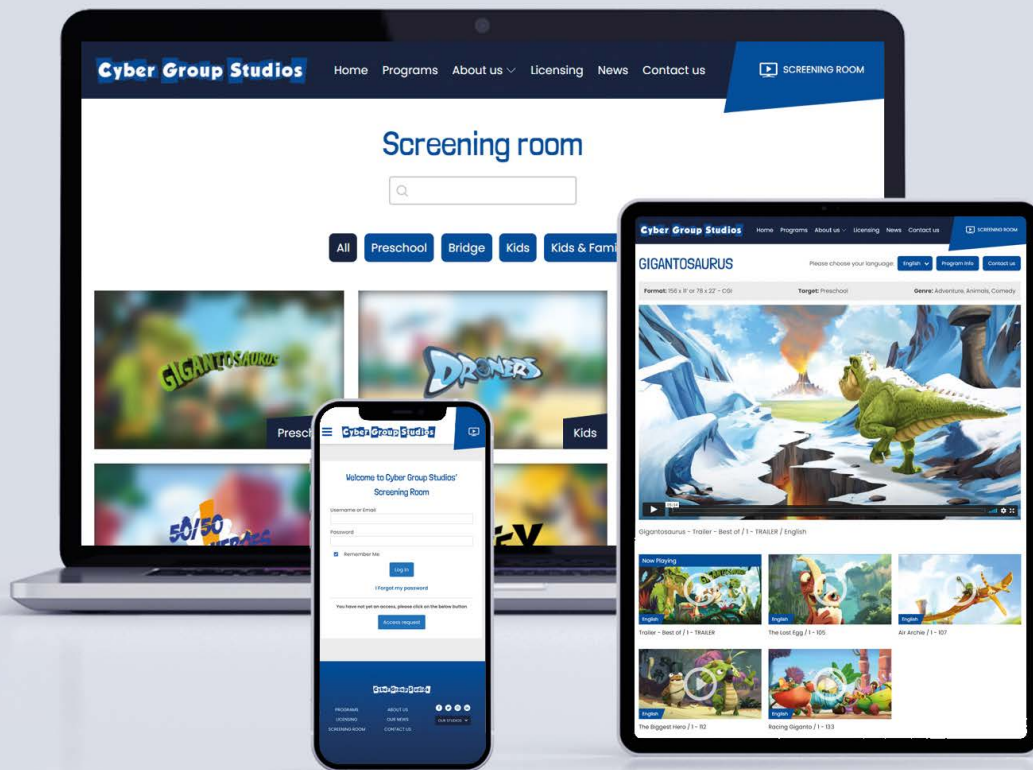 Cyber Group Studios
Home Programs About us Licensing News Contact us
SCREENING ROOM
Screening room
All Preschool Bridge Kids Kids & Fami
GIGANTOSAURUS
Presch
DRONERS
Kids
50/50
HEROES
EY
Cyber Group Studios
Welcome to Cyber Group Studios'
Screening Room
Username or Email
Password
Remember Me
Log In
I Forgot my password
You have not yet an access, please click on the below button
Access request
Cyber Group Studios
PROGRAMS ABOUT US
LICENSING OUR NEWS OUR STUDIOS
SCREENING ROOM CONTACT US
Cyber Group Studios Home Programs About us Licensing News Contact us SCREENING ROOM
GIGANTOSAURUS
Please choose your language: English Program Info Contact us
Target: Preschool
Genre: Adventure, Animals, Comedy
Gigantosaurus - Trailer - Best of / 1 - TRAILER / English
Now Playing
English
Trailer - Best of / 1 - TRAILER
English
The Lost Egg / 1 - 105
English
Air Archie / 1 - 107
English
The Biggest Hero / 1 - 112
English
Racing Giganto / 1 - 133